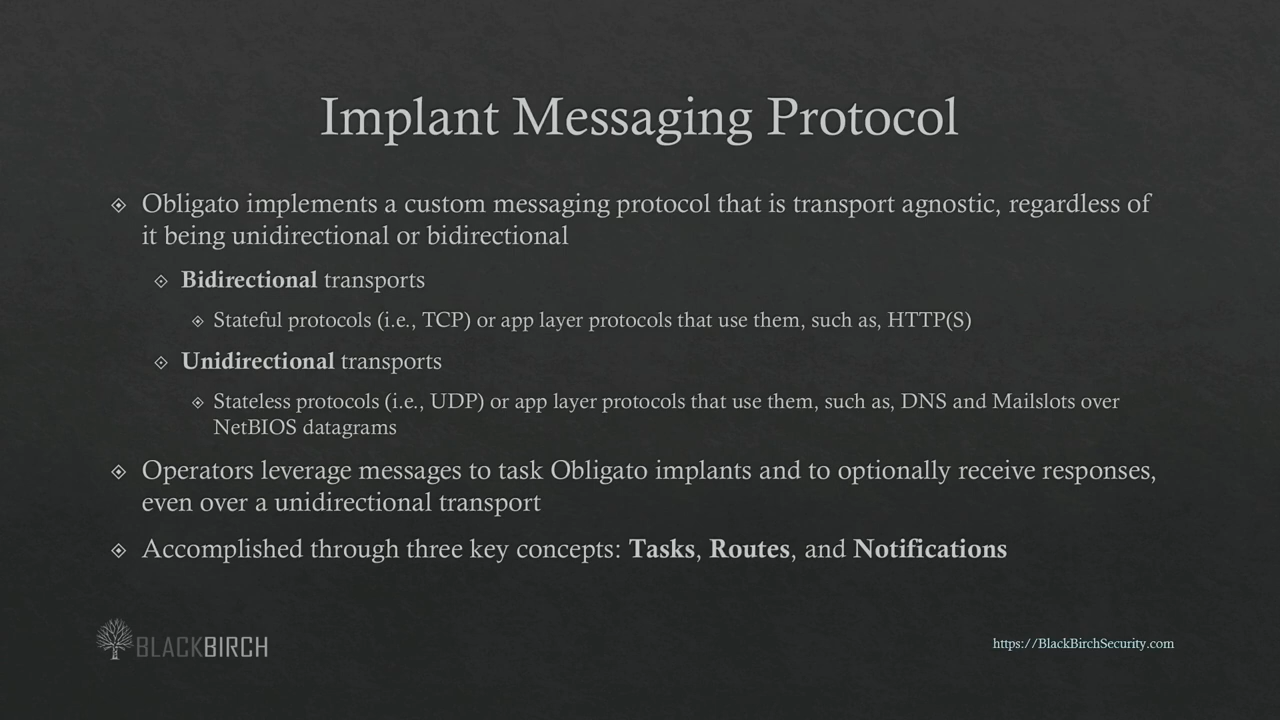 Implant Messaging Protocol
Obligato implements a custom messaging protocol that is transport agnostic, regardless of
it being unidirectional or bidirectional
Bidirectional transports
Stateful protocols (i.e., TCP) or app layer protocols that use them, such as, HTTP(S)
Unidirectional transports
Stateless protocols (i.e., UDP) or app layer protocols that use them, such as, DNS and Mailslots over
NetBIOS datagrams
Operators leverage messages to task Obligato implants and to optionally receive responses,
even over a unidirectional transport
Accomplished through three key concepts: Tasks, Routes, and Notifications
BLACKBIRCH
https://BlackBirchSecurity.com